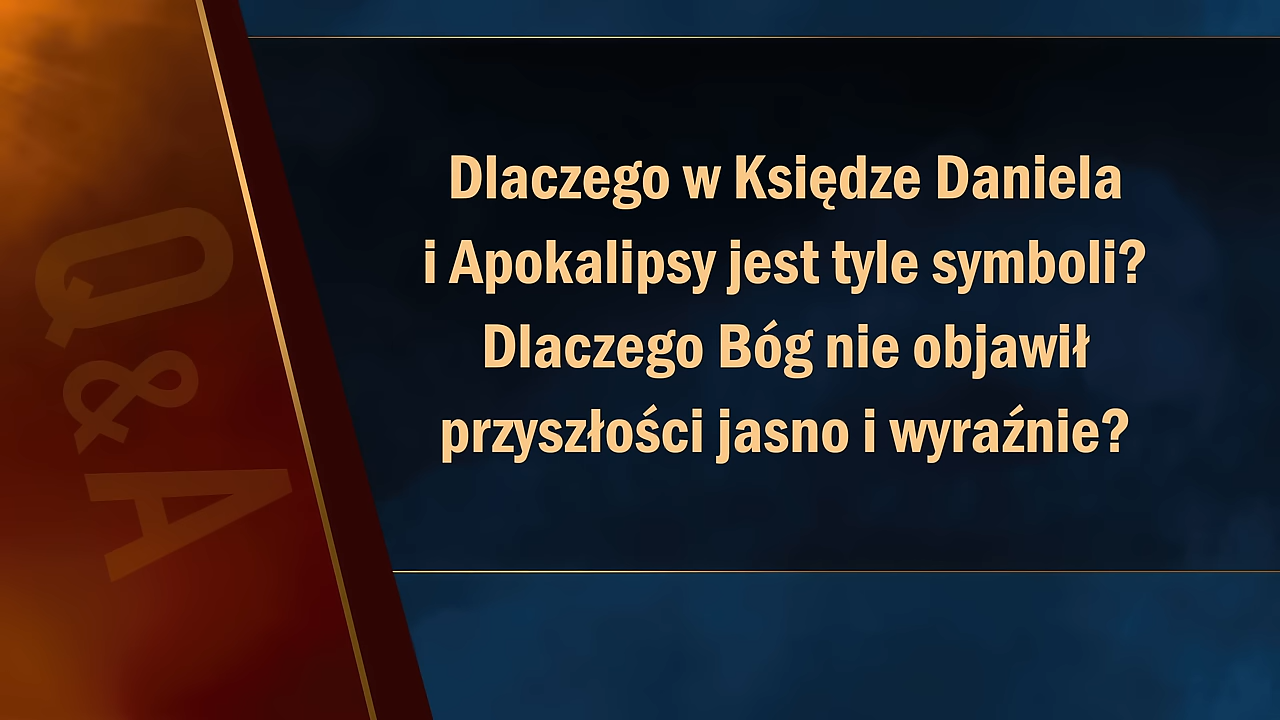 Dlaczego w Księdze Daniela
i Apokalipsy jest tyle symboli?
Dlaczego Bóg nie objawił
przyszłości jasno i wyraźnie?
Q & A